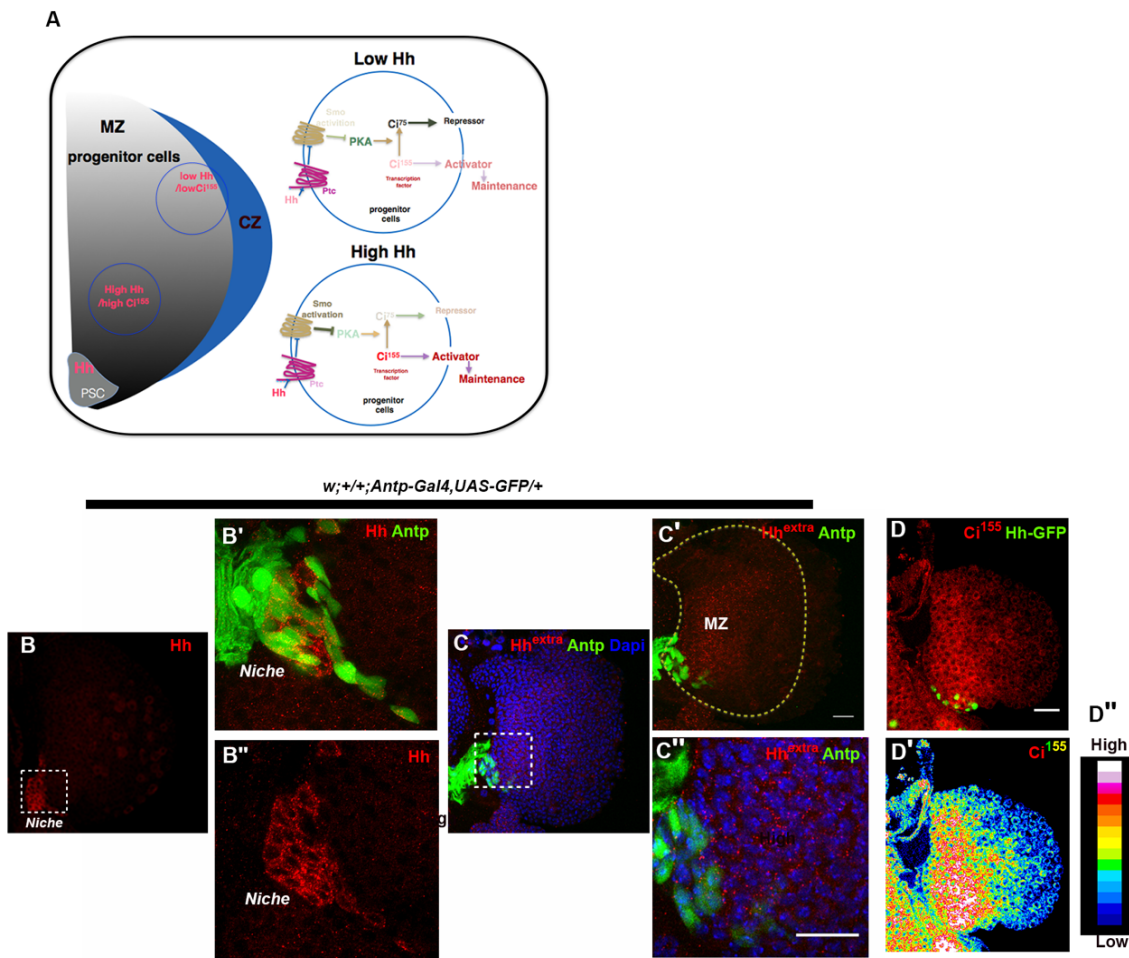 A
MZ
progenitor cells
low Hh
/lowCi¹⁵⁵
CZ
High Hh
/high Ci¹⁵⁵
Hh
PSC
Low Hh
Smo
activition
PKA
Ci⁷⁵
Repressor
Ci¹⁵⁵
Activator
Transcription
factor
Maintenance
Ptc
Hh
progenitor
cells
High Hh
Smo
activation
PKA
Ci⁷⁵
Repressor
Ci¹⁵⁵
Activator
Transcription
factor
Maintenance
Ptc
Hh
progenitor
cells
w;+/+;Antp-Gal4,UAS-GFP/+
B
Hh
Niche
B'
Hh Antp
Niche
B"
Hh
Niche
g
C
Hhᵉˣᵗʳᵃ Antp Dapi
C'
Hhᵉˣᵗʳᵃ Antp
MZ
C"
Hhᵉˣᵗʳᵃ Antp
High
D
Ci¹⁵⁵ Hh-GFP
D'
Ci¹⁵⁵
D"
High
Low